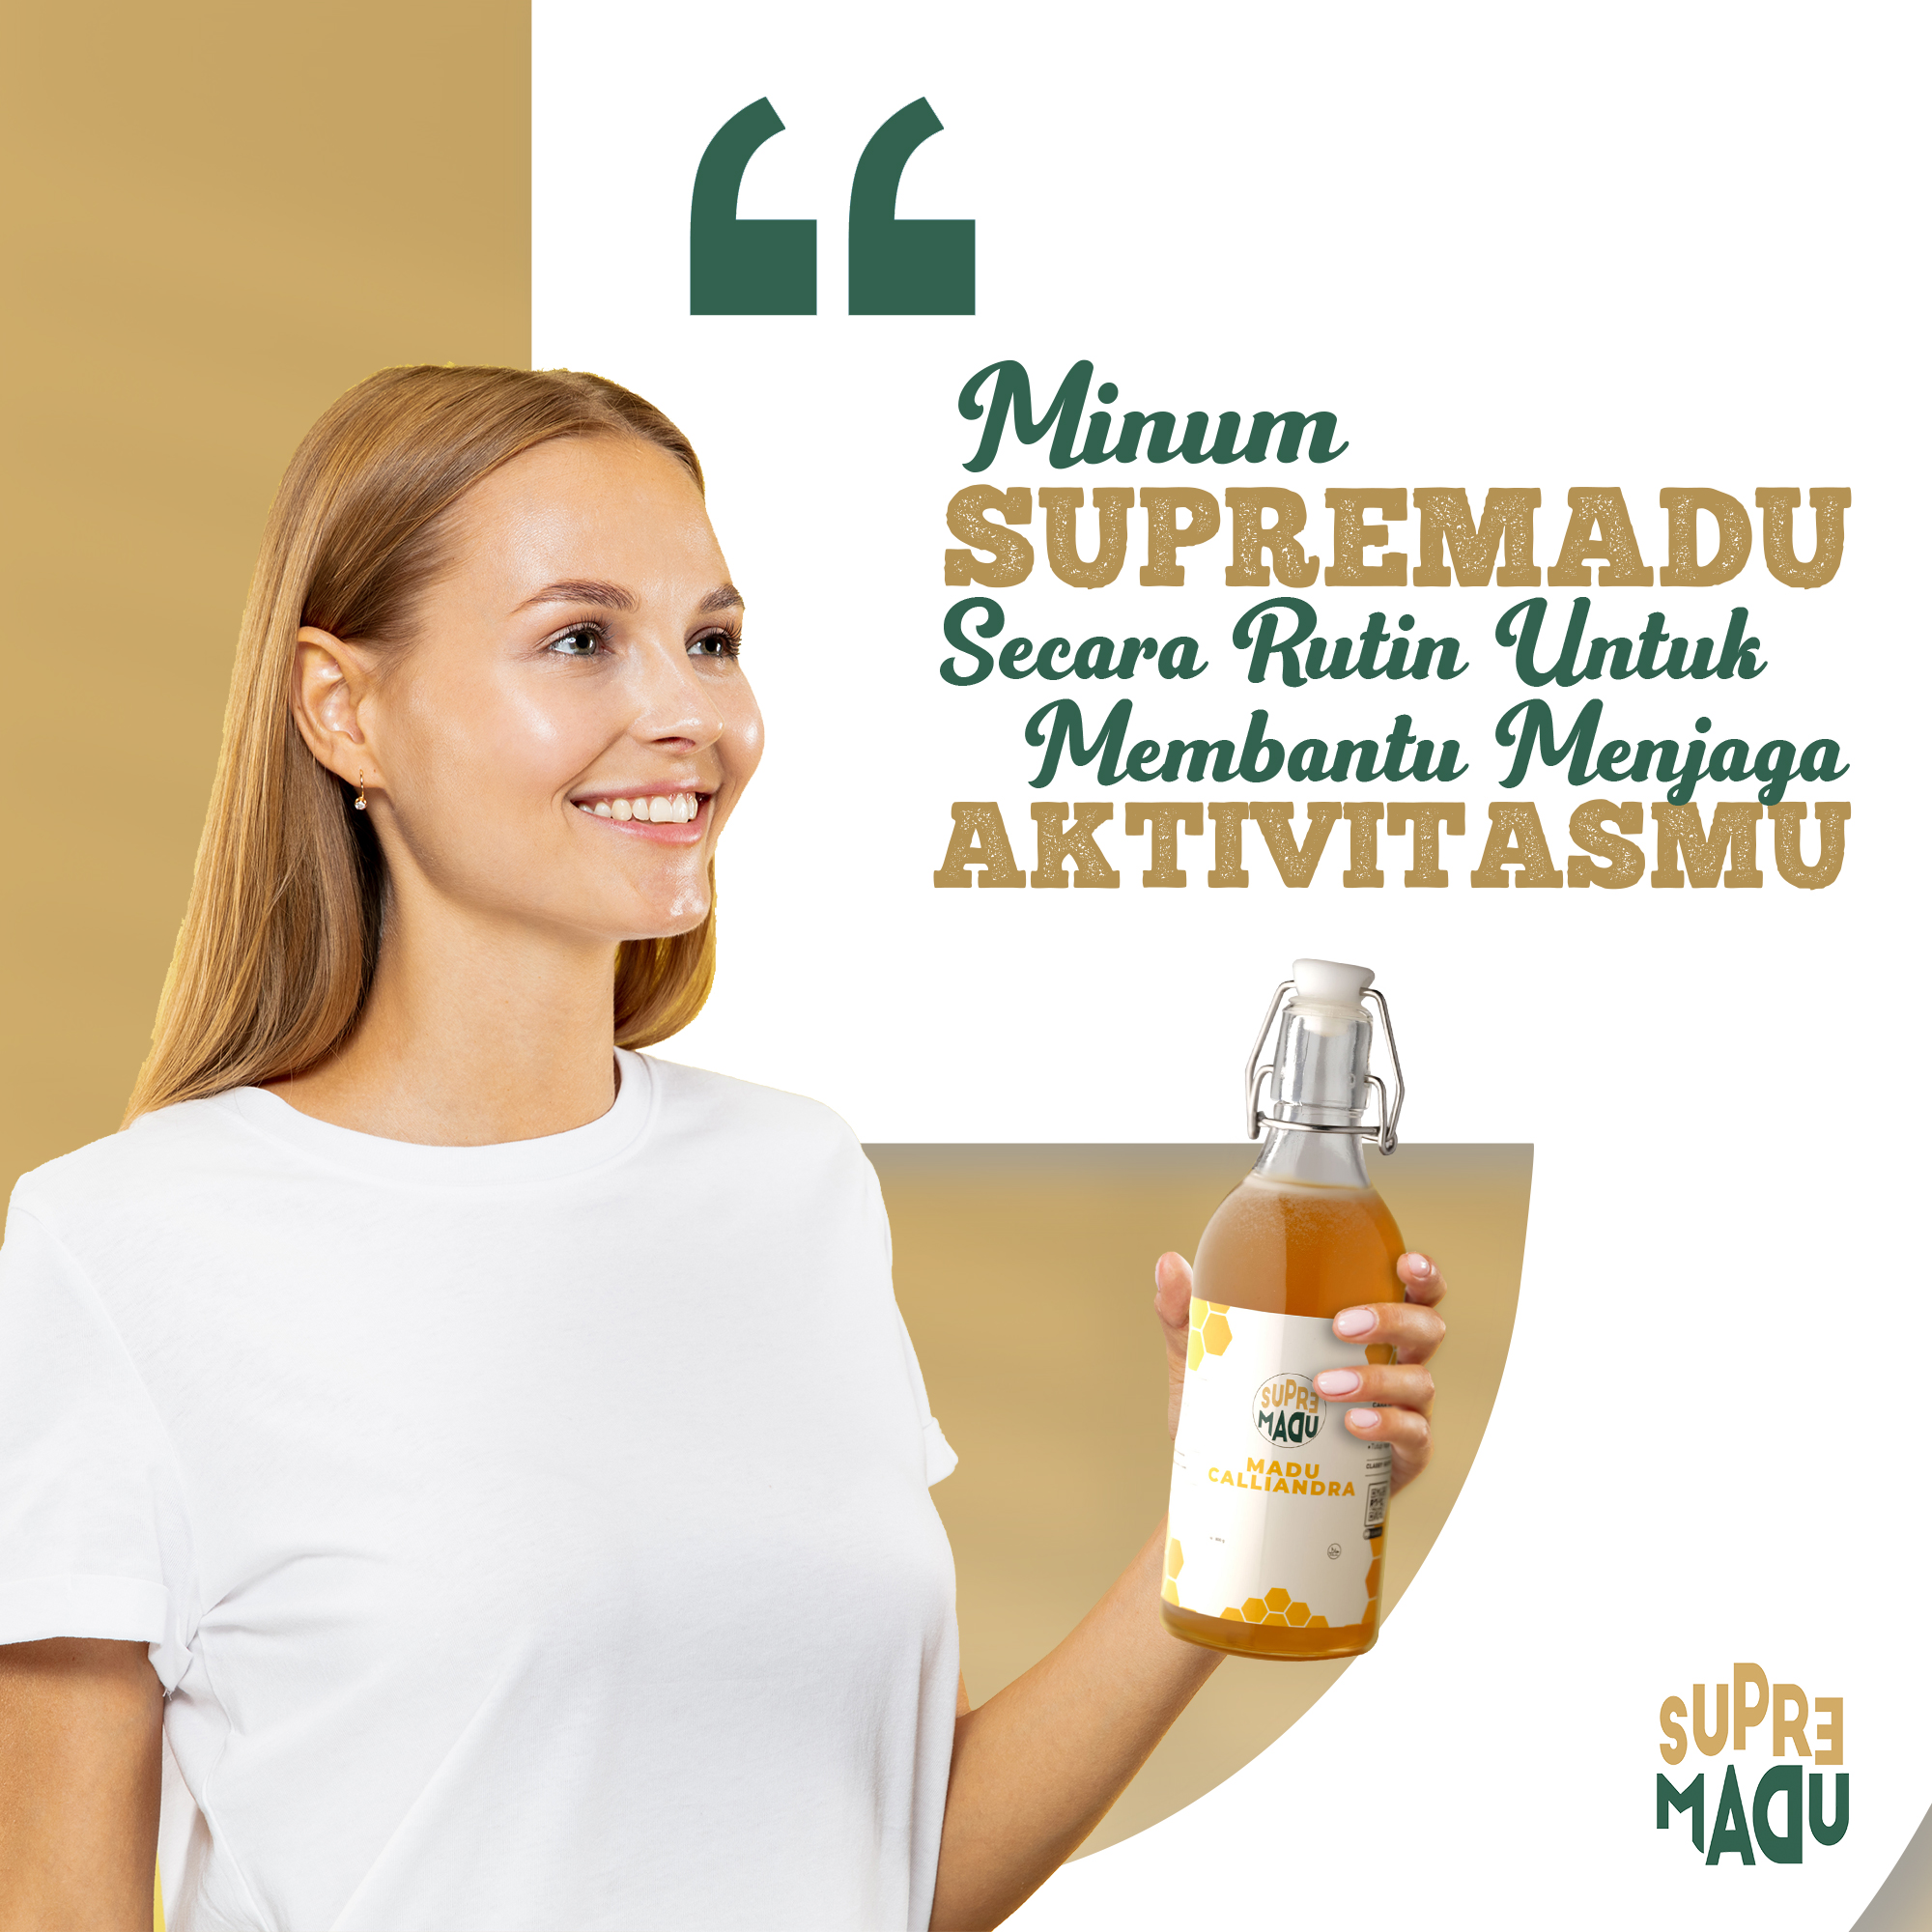 “
Minum
SUPREMADU
Secara Rutin Untuk
Membantu Menjaga
AKTIVITASMU
SUPRE
MADU
MADU
CALLIANDRA
SUPRE
MADU